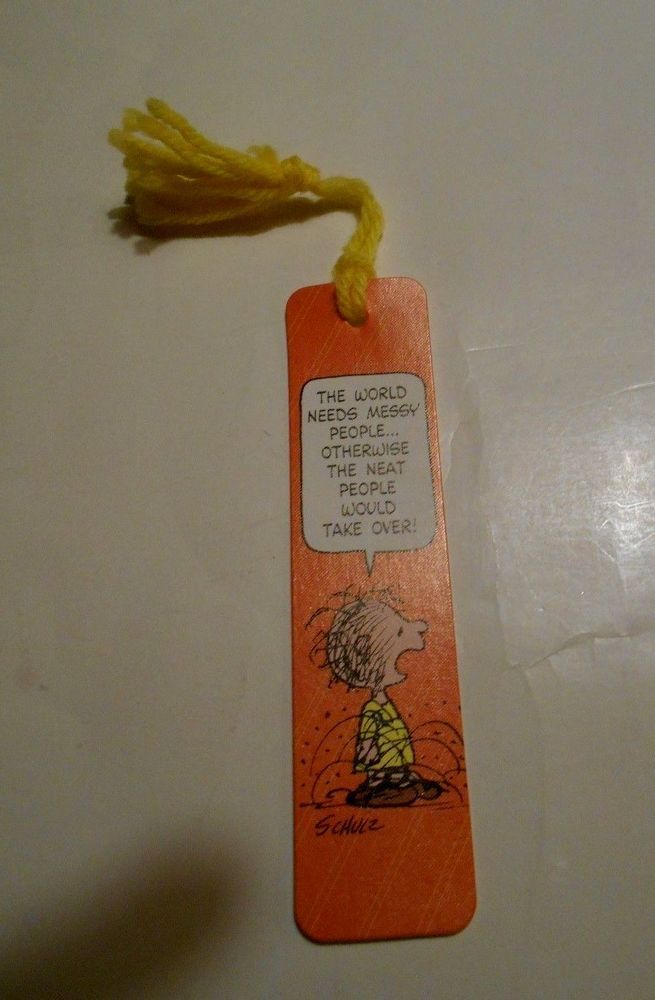 THE WORLD
NEEDS MESSY
PEOPLE...
OTHERWISE
THE NEAT
PEOPLE
WOULD
TAKE OVER!
SCHULZ